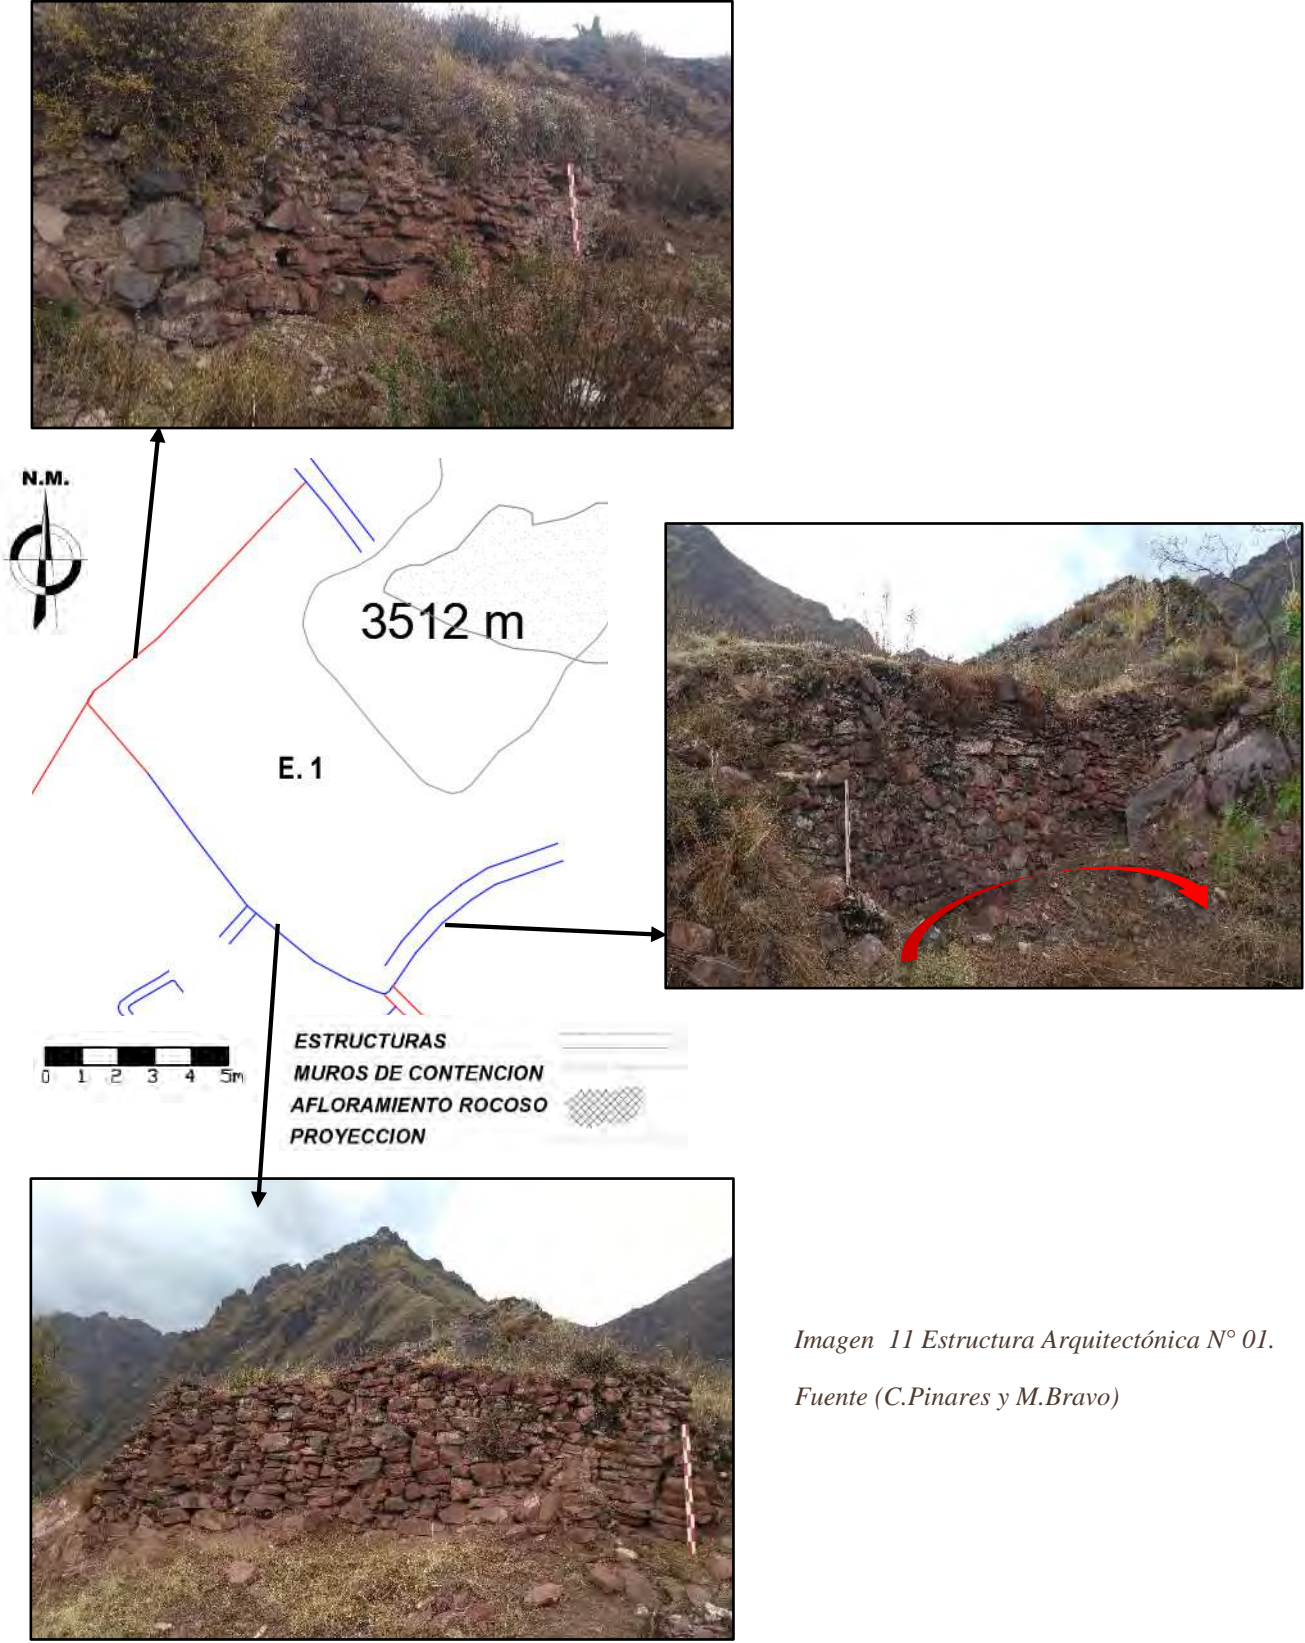 N.M.
3512 m
E. 1
0 1 2 3 4 5m
ESTRUCTURAS
MUROS DE CONTENCION
AFLORAMIENTO ROCOSO
PROYECCION
Imagen 11 Estructura Arquitectónica N° 01.
Fuente (C.Pinares y M.Bravo)